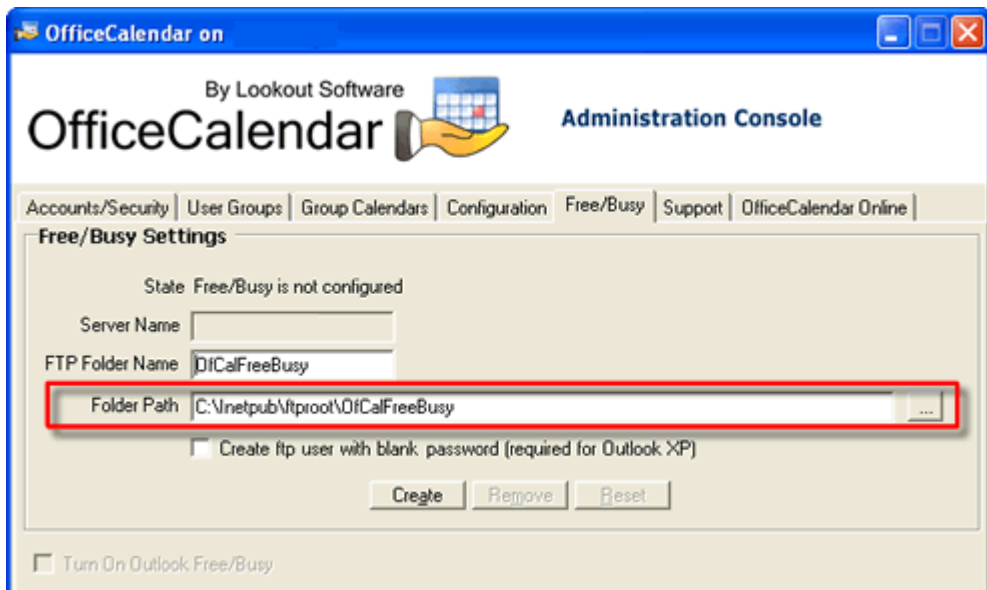 OfficeCalendar on
By Lookout Software
OfficeCalendar
Administration Console
Accounts/Security User Groups Group Calendars Configuration Free/Busy Support OfficeCalendar Online
Free/Busy Settings
State Free/Busy is not configured
Server Name
FTP Folder Name OfCalFreeBusy
Folder Path C:\Inetpub\ftproot\OfCalFreeBusy ...
Create ftp user with blank password (required for Outlook XP)
Create Remove Reset
Turn On Outlook Free/Busy